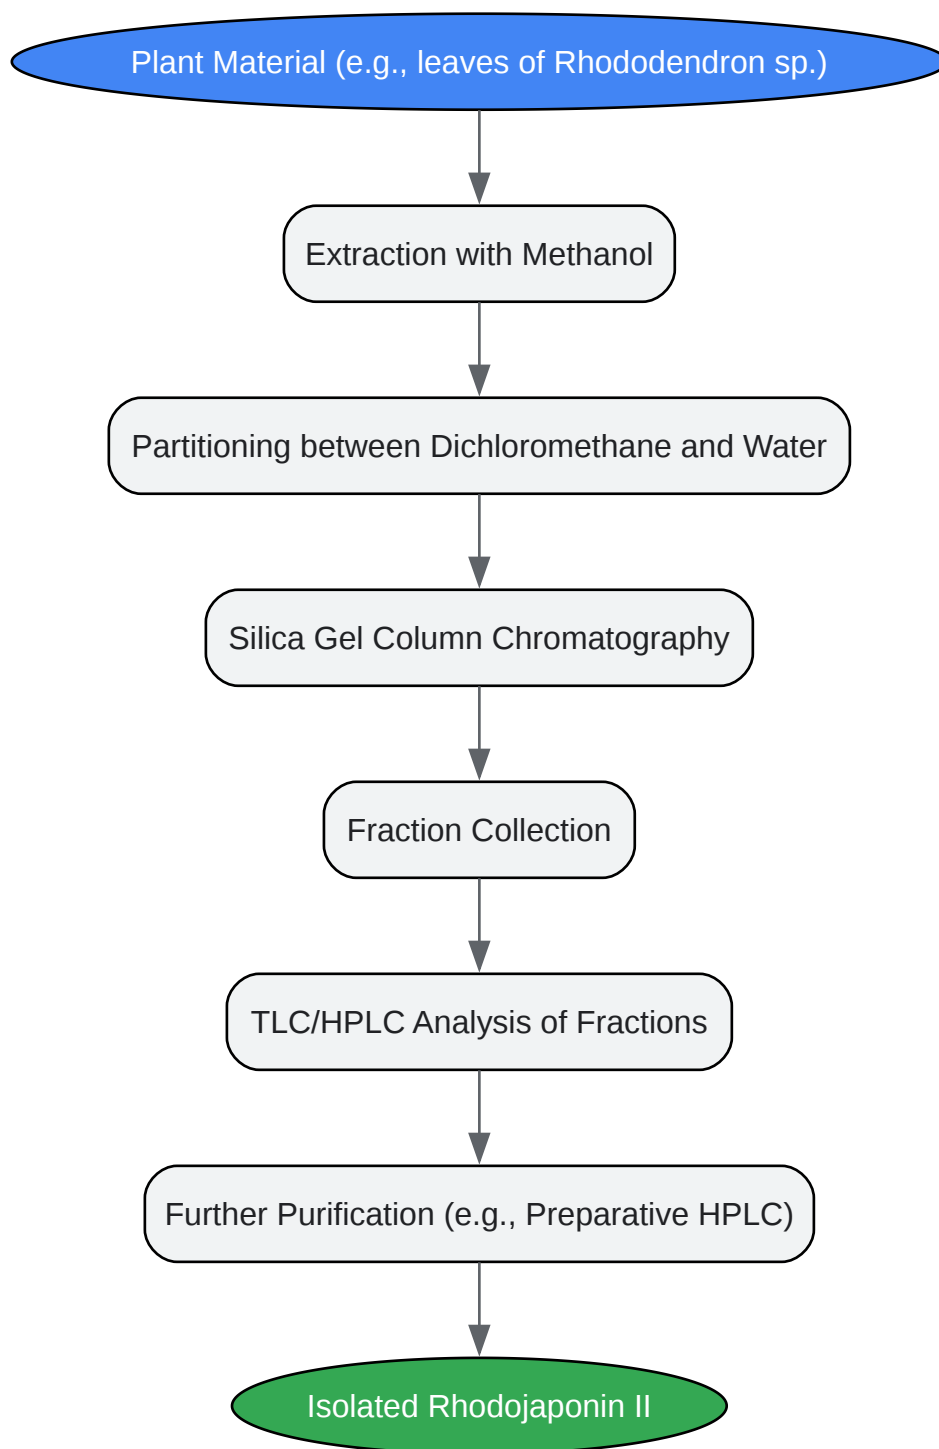 Plant Material (e.g., leaves of Rhododendron sp.)
Extraction with Methanol
Partitioning between Dichloromethane and Water
Silica Gel Column Chromatography
Fraction Collection
TLC/HPLC Analysis of Fractions
Further Purification (e.g., Preparative HPLC)
Isolated Rhodojaponin II